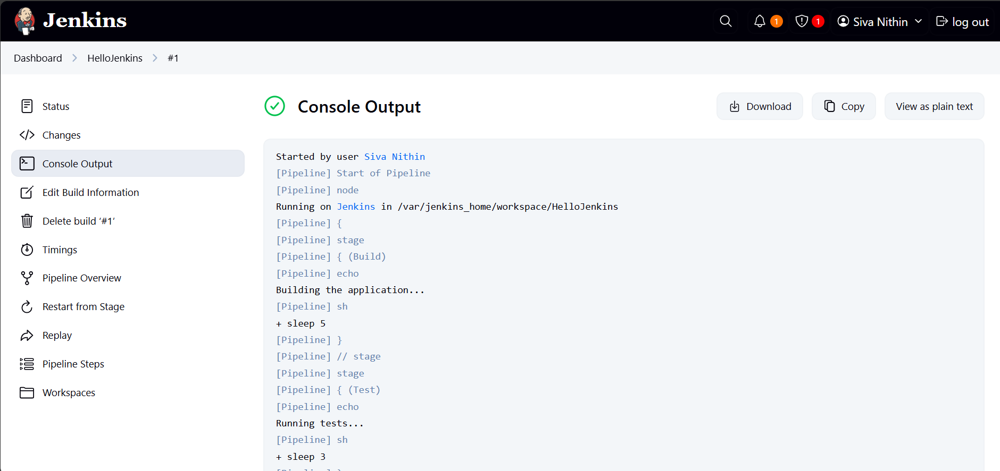 Jenkins
1
1
Siva Nithin
log out
Dashboard
HelloJenkins
#1
Status
Changes
Console Output
Edit Build Information
Delete build ‘#1’
Timings
Pipeline Overview
Restart from Stage
Replay
Pipeline Steps
Workspaces
Console Output
Download
Copy
View as plain text
Started by user Siva Nithin
[Pipeline] Start of Pipeline
[Pipeline] node
Running on Jenkins in /var/jenkins_home/workspace/HelloJenkins
[Pipeline] {
[Pipeline] stage
[Pipeline] { (Build)
[Pipeline] echo
Building the application...
[Pipeline] sh
+ sleep 5
[Pipeline] }
[Pipeline] // stage
[Pipeline] stage
[Pipeline] { (Test)
[Pipeline] echo
Running tests...
[Pipeline] sh
+ sleep 3